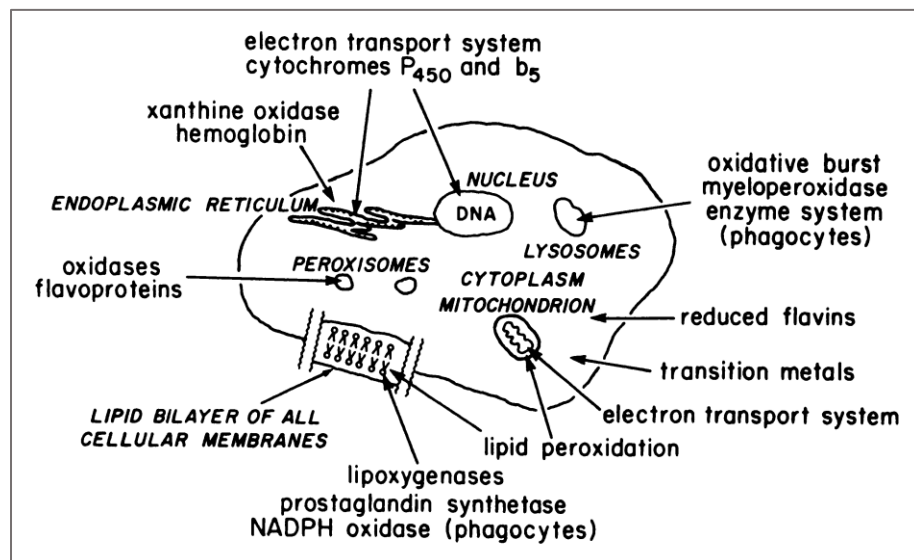 electron transport system
cytochromes P450 and b5
xanthine oxidase
hemoglobin
NUCLEUS
oxidative burst
myeloperoxidase
enzyme system
(phagocytes)
ENDOPLASMIC RETICULUM
DNA
LYSOSOMES
oxidases
flavoproteins
PEROXISOMES
CYTOPLASM
MITOCHONDRION
reduced flavins
transition metals
electron transport system
LIPID BILAYER OF ALL
CELLULAR MEMBRANES
lipid peroxidation
lipoxygenases
prostaglandin synthetase
NADPH oxidase (phagocytes)